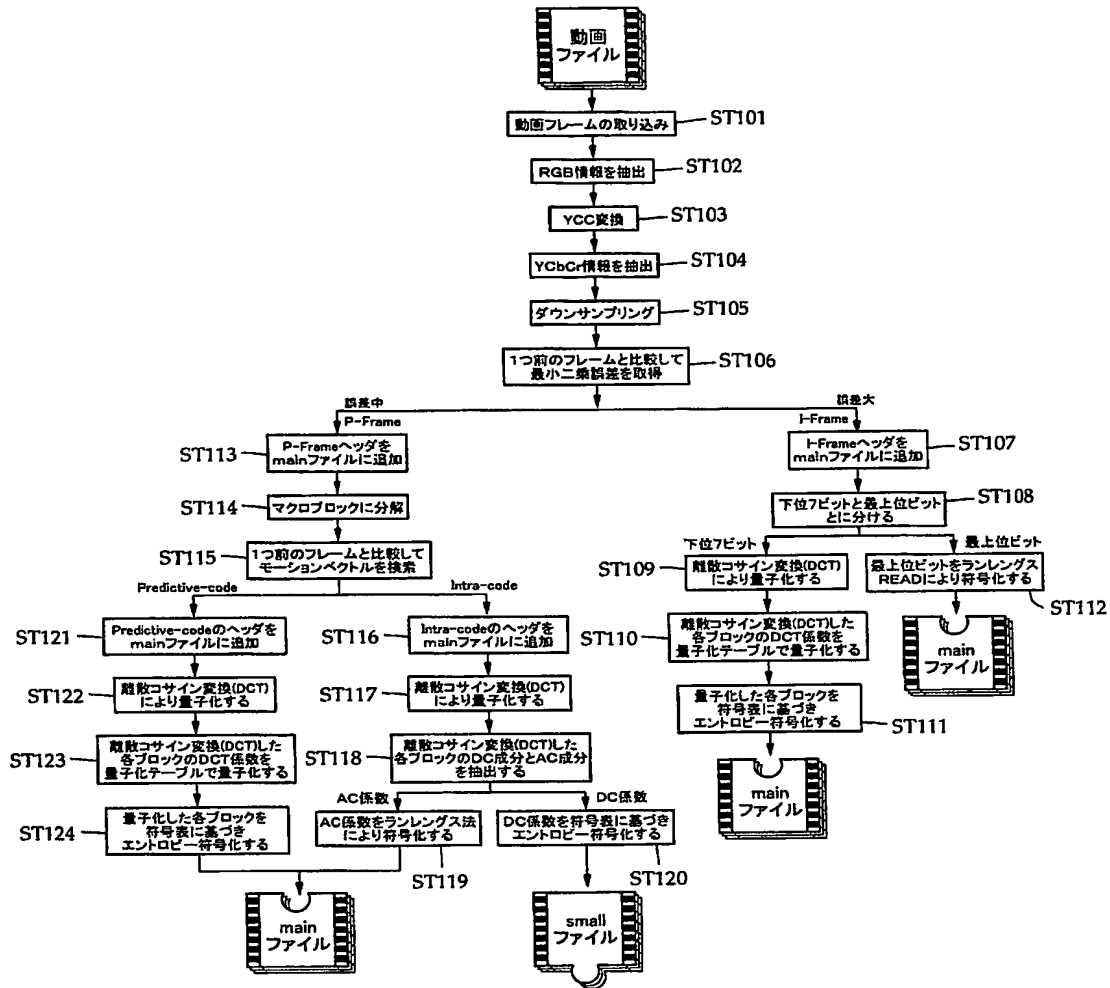 動画
ファイル
動画フレームの取り込み
ST101
RGB情報を抽出
ST102
YCC変換
ST103
YCbCr情報を抽出
ST104
ダウンサンプリング
ST105
1つ前のフレームと比較して
最小二乗誤差を取得
ST106
誤差中
P-Frame
誤差大
I-Frame
ST113
P-Frameヘッダを
mainファイルに追加
I-Frameヘッダを
mainファイルに追加
ST107
ST114
マクロブロックに分解
下位7ビットと最上位ビット
とに分ける
ST108
ST115
1つ前のフレームと比較して
モーションベクトルを検索
下位7ビット
最上位ビット
ST109
離散コサイン変換(DCT)
により量子化する
最上位ビットをランレングス
READにより符号化する
ST112
Predictive-code
Intra-code
ST121
Predictive-codeのヘッダを
mainファイルに追加
ST116
Intra-codeのヘッダを
mainファイルに追加
ST110
離散コサイン変換(DCT)した
各ブロックのDCT係数を
量子化テーブルで量子化する
main
ファイル
ST122
離散コサイン変換(DCT)
により量子化する
ST117
離散コサイン変換(DCT)
により量子化する
量子化した各ブロックを
符号表に基づき
エントロピー符号化する
ST111
ST123
離散コサイン変換(DCT)した
各ブロックのDCT係数を
量子化テーブルで量子化する
ST118
離散コサイン変換(DCT)した
各ブロックのDC成分とAC成分
を抽出する
main
ファイル
AC係数
DC係数
ST124
量子化した各ブロックを
符号表に基づき
エントロピー符号化する
AC係数をランレングス法
により符号化する
ST119
DC係数を符号表に基づき
エントロピー符号化する
ST120
main
ファイル
small
ファイル